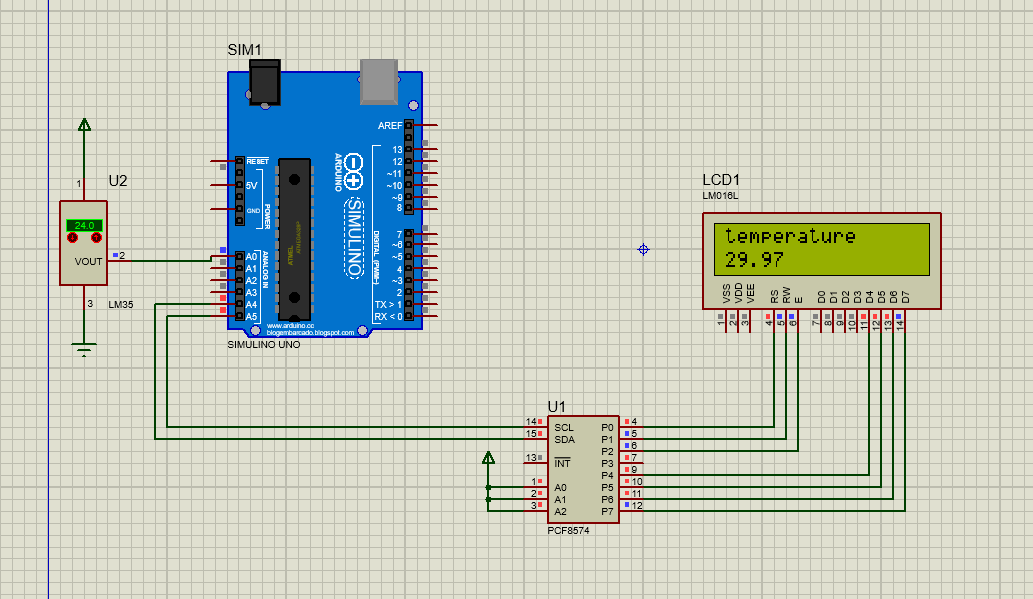 SIM1
AREF
RESET
5V
GND
POWER
A0
A1
A2
A3
A4
A5
ANALOG IN
ATMEL
ATMEGA328P
ARDUINO
SIMULINO
13
12
~11
~10
~9
8
7
~6
~5
4
~3
2
TX > 1
RX < 0
DIGITAL (PWM~)
www.arduino.cc
blogembarcado.blogspot.com
SIMULINO UNO
U2
1
24.0
VOUT
2
3
LM35
LCD1
LM016L
temperature
29.97
VSS VDD VEE RS RW E D0 D1 D2 D3 D4 D5 D6 D7
1 2 3 4 5 6 7 8 9 10 11 12 13 14
U1
14 SCL P0 4
15 SDA P1 5
P2 6
13 INT P3 7
P4 9
1 A0 P5 10
2 A1 P6 11
3 A2 P7 12
PCF8574